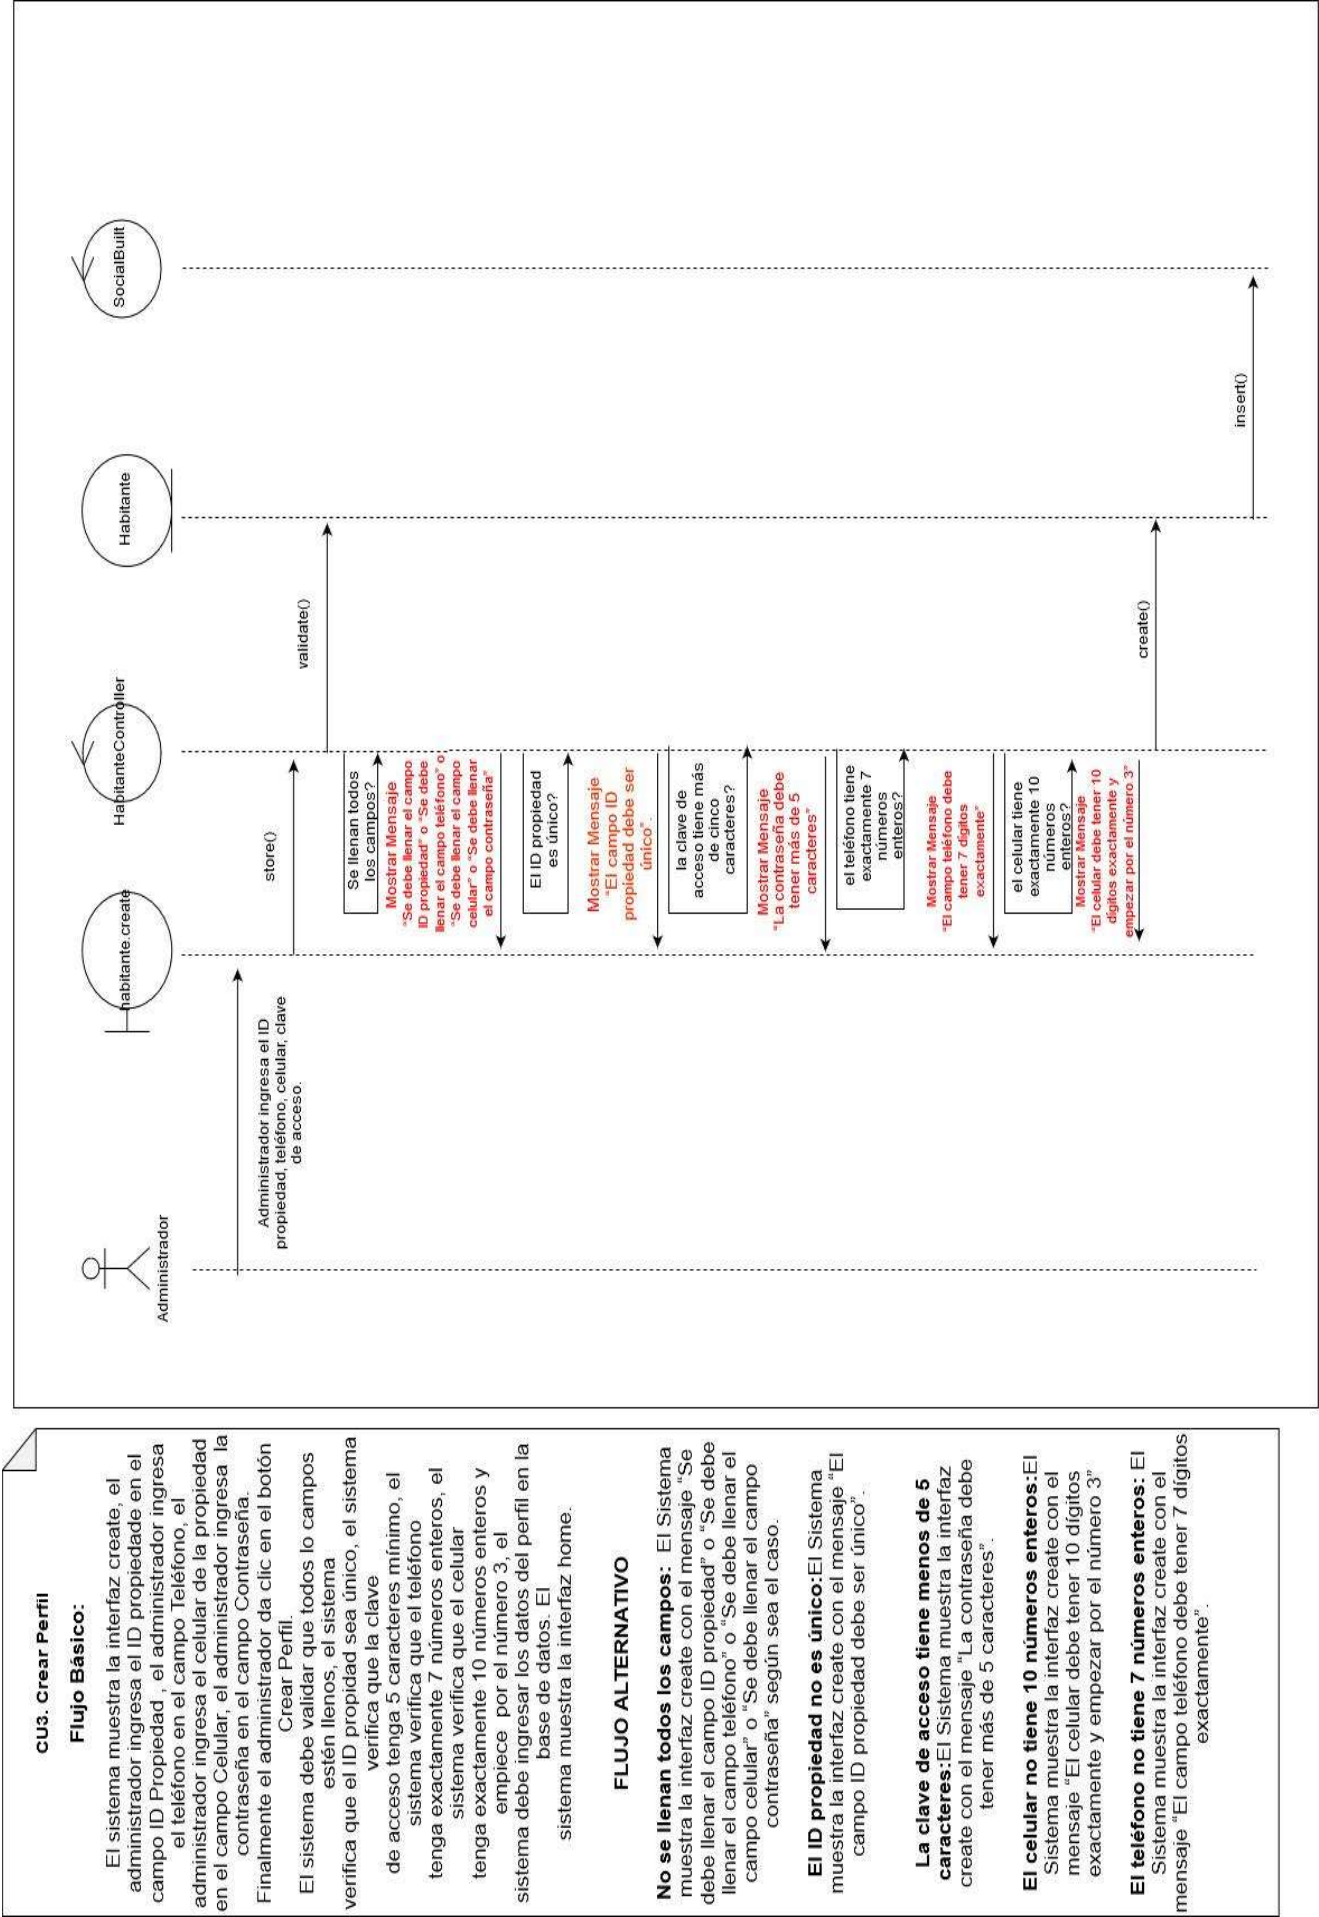 CU3. Crear Perfil
Flujo Básico:
El sistema muestra la interfaz create, el
administrador ingresa el ID propiedade en el
campo ID Propiedad , el administrador ingresa
el teléfono en el campo Teléfono, el
administrador ingresa el celular de la propiedad
en el campo Celular, el administrador ingresa la
contraseña en el campo Contraseña.
Finalmente el administrador da clic en el botón
Crear Perfil.
El sistema debe validar que todos lo campos
estén llenos, el sistema
verifica que el ID propidad sea único, el sistema
verifica que la clave
de acceso tenga 5 caracteres mínimo, el
sistema verifica que el teléfono
tenga exactamente 7 números enteros, el
sistema verifica que el celular
tenga exactamente 10 números enteros y
empiece por el número 3, el
sistema debe ingresar los datos del perfil en la
base de datos. El
sistema muestra la interfaz home.
FLUJO ALTERNATIVO
No se llenan todos los campos: El Sistema
muestra la interfaz create con el mensaje “Se
debe llenar el campo ID propiedad” o “Se debe
llenar el campo teléfono” o “Se debe llenar el
campo celular” o “Se debe llenar el campo
contraseña” según sea el caso.
El ID propiedad no es único:El Sistema
muestra la interfaz create con el mensaje “El
campo ID propiedad debe ser único”.
La clave de acceso tiene menos de 5
caracteres:El Sistema muestra la interfaz
create con el mensaje “La contraseña debe
tener más de 5 caracteres”.
El celular no tiene 10 números enteros:El
Sistema muestra la interfaz create con el
mensaje “El celular debe tener 10 dígitos
exactamente y empezar por el número 3”
El teléfono no tiene 7 números enteros: El
Sistema muestra la interfaz create con el
mensaje “El campo teléfono debe tener 7 dígitos
exactamente”.
Administrador
habitante.create
HabitanteController
Habitante
SocialBuilt
Administrador ingresa el ID
propiedad, teléfono, celular, clave
de acceso.
store()
validate()
Se llenan todos
los campos?
Mostrar Mensaje
“Se debe llenar el campo
ID propiedad” o “Se debe
llenar el campo teléfono” o
“Se debe llenar el campo
celular” o “Se debe llenar
el campo contraseña”
El ID propiedad
es único?
Mostrar Mensaje
“El campo ID
propiedad debe ser
único”.
la clave de
acceso tiene más
de cinco
caracteres?
Mostrar Mensaje
“La contraseña debe
tener más de 5
caracteres”
el teléfono tiene
exactamente 7
números
enteros?
Mostrar Mensaje
“El campo teléfono debe
tener 7 dígitos
exactamente”
el celular tiene
exactamente 10
números
enteros?
Mostrar Mensaje
“El celular debe tener 10
dígitos exactamente y
empezar por el número 3”
create()
insert()